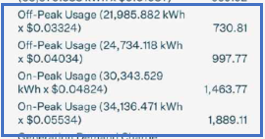 Off-Peak Usage (21,985.882 kWh
x $0.03324) 730.81
Off-Peak Usage (24,734.118 kWh
x $0.04034) 997.77
On-Peak Usage (30,343.529
kWh x $0.04824) 1,463.77
On-Peak Usage (34,136.471 kWh
x $0.05534) 1,889.11